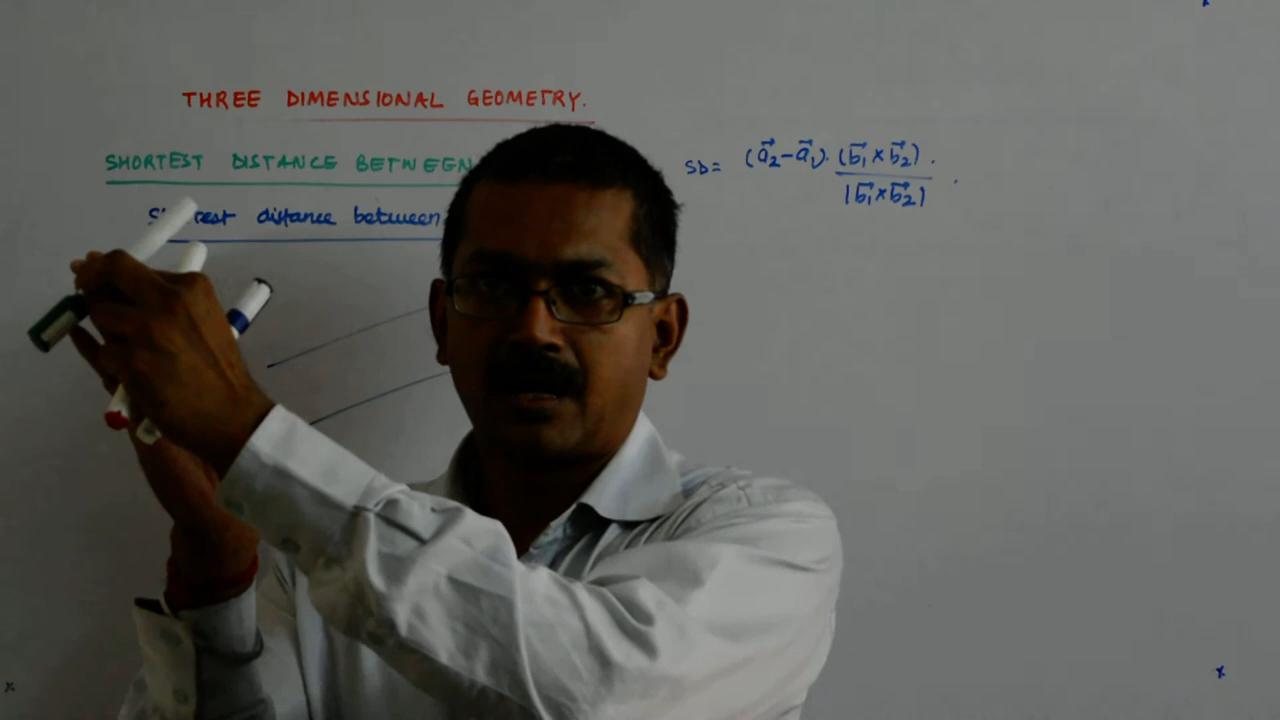 THREE DIMENSIONAL GEOMETRY.
SHORTEST DISTANCE BETWEEN
distance between
SD = (a⃗₂ - a⃗₁). (b⃗₁ × b⃗₂) .
|b⃗₁ × b⃗₂|